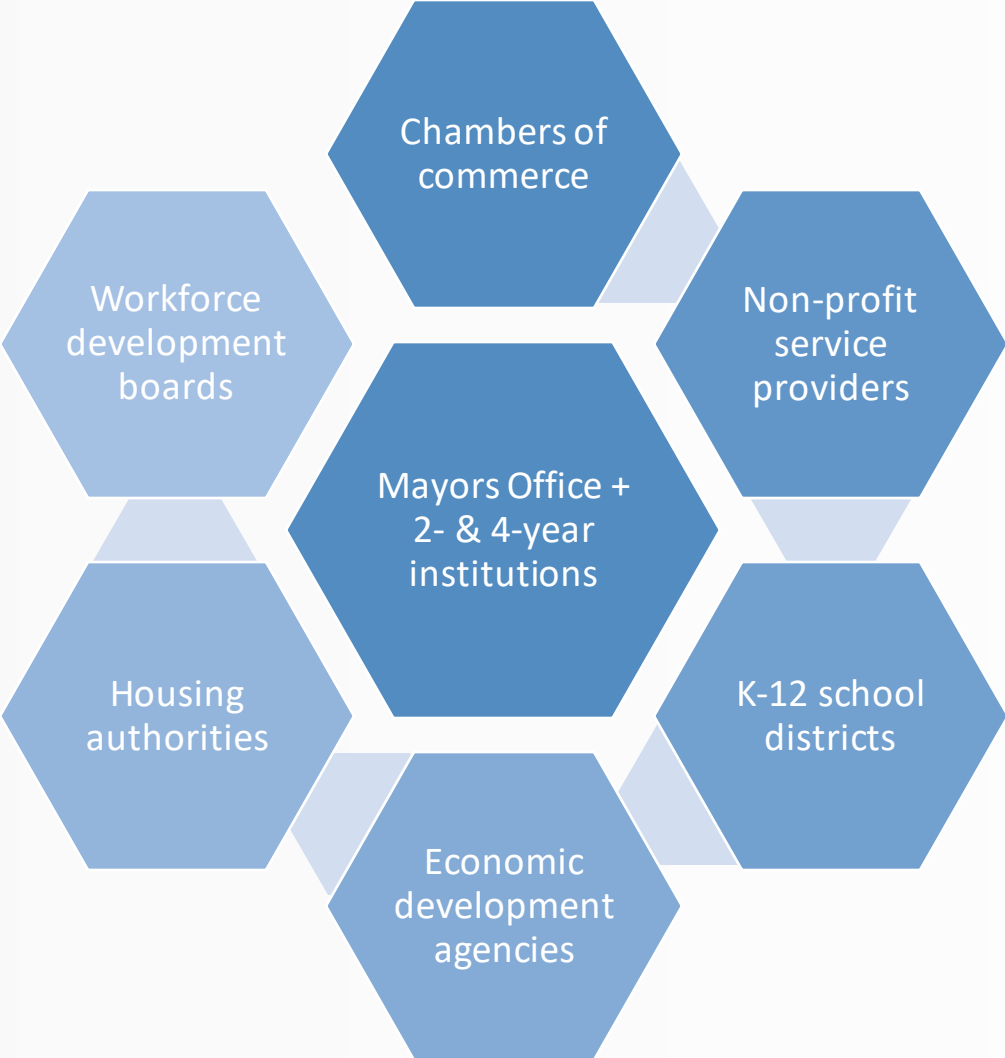 Chambers of
commerce
Non-profit
service
providers
K-12 school
districts
Economic
development
agencies
Housing
authorities
Workforce
development
boards
Mayors Office +
2- & 4-year
institutions